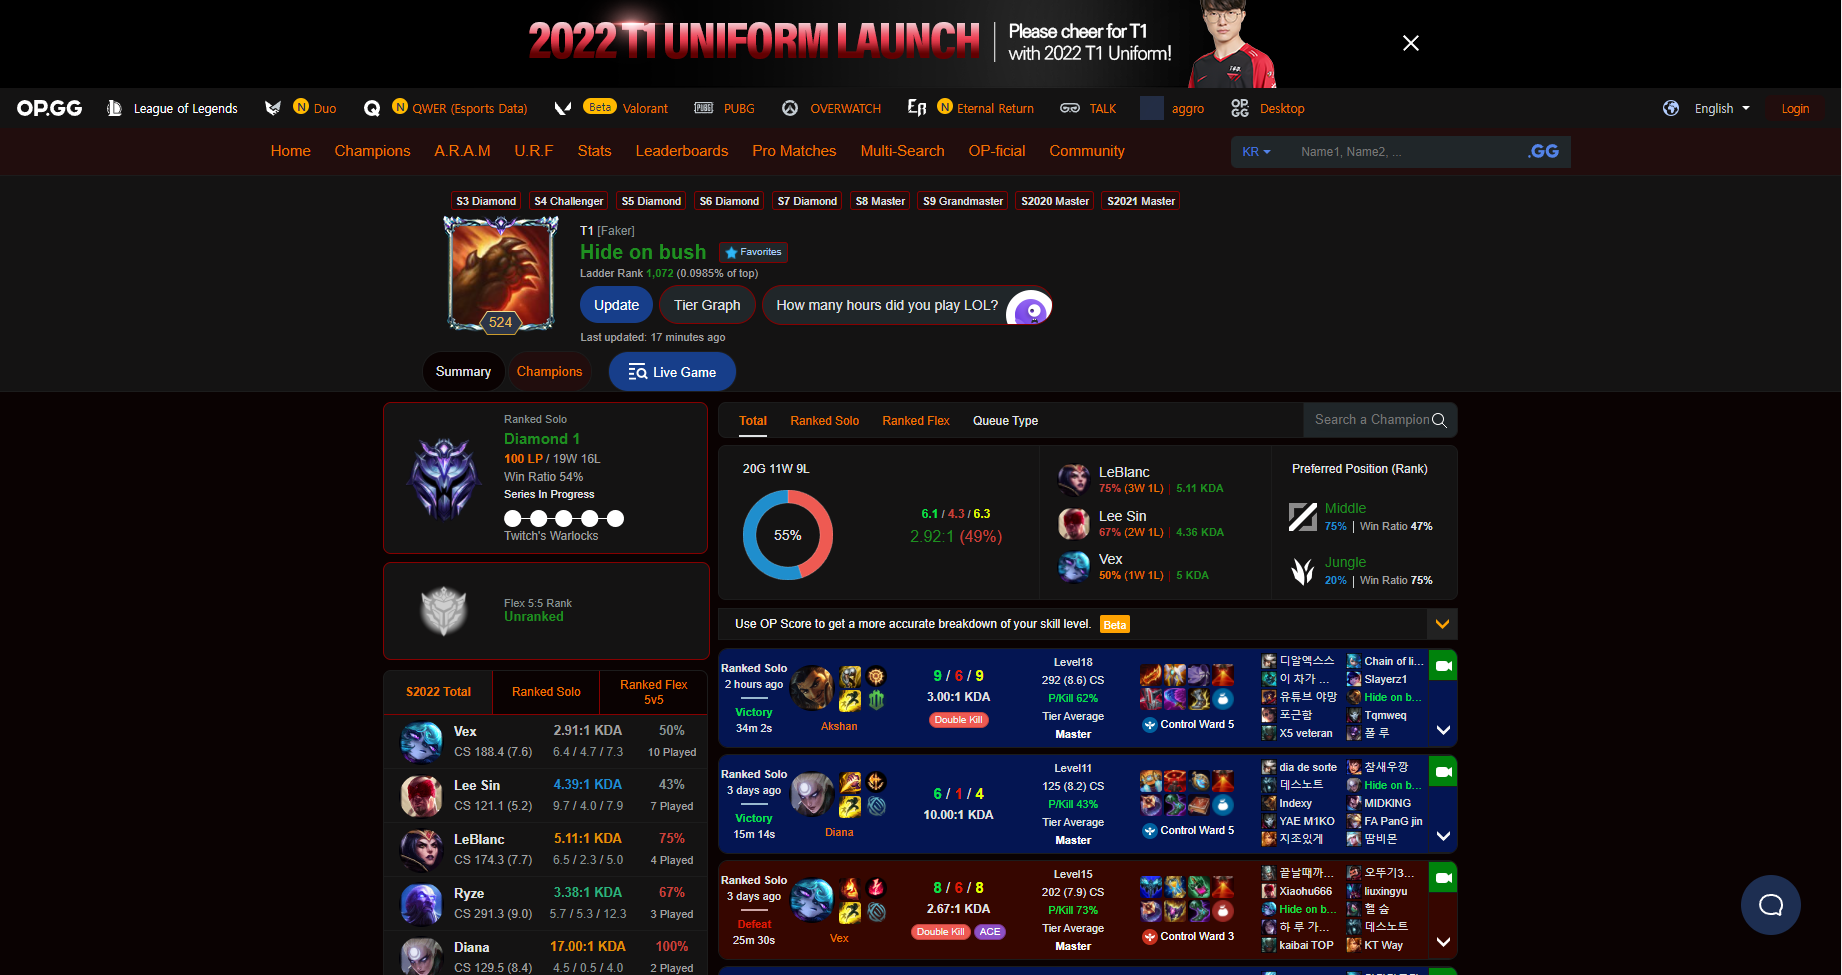 2022 T1 UNIFORM LAUNCH
Please cheer for T1
with 2022 T1 Uniform!
OP.GG League of Legends N Duo N QWER (Esports Data) Beta Valorant PUBG PUBG OVERWATCH N Eternal Return TALK aggro OP.GG Desktop English Login
Home Champions A.R.A.M U.R.F Stats Leaderboards Pro Matches Multi-Search OP-ficial Community KR Name1, Name2, ... .GG
S3 Diamond S4 Challenger S5 Diamond S6 Diamond S7 Diamond S8 Master S9 Grandmaster S2020 Master S2021 Master
T1 [Faker]
Hide on bush Favorites
Ladder Rank 1,072 (0.0985% of top)
Update Tier Graph How many hours did you play LOL?
524
Last updated: 17 minutes ago
Summary Champions Live Game
Ranked Solo
Diamond 1
100 LP / 19W 16L
Win Ratio 54%
Series In Progress
Twitch's Warlocks
Flex 5:5 Rank
Unranked
S2022 Total Ranked Solo Ranked Flex 5v5
Vex 2.91:1 KDA 50%
CS 188.4 (7.6) 6.4 / 4.7 / 7.3 10 Played
Lee Sin 4.39:1 KDA 43%
CS 121.1 (5.2) 9.7 / 4.0 / 7.9 7 Played
LeBlanc 5.11:1 KDA 75%
CS 174.3 (7.7) 6.5 / 2.3 / 5.0 4 Played
Ryze 3.38:1 KDA 67%
CS 291.3 (9.0) 5.7 / 5.3 / 12.3 3 Played
Diana 17.00:1 KDA 100%
CS 129.5 (8.4) 4.5 / 0.5 / 4.0 2 Played
Total Ranked Solo Ranked Flex Queue Type Search a Champion
20G 11W 9L
55%
6.1 / 4.3 / 6.3
2.92:1 (49%)
LeBlanc
75% (3W 1L) 5.11 KDA
Lee Sin
67% (2W 1L) 4.36 KDA
Vex
50% (1W 1L) 5 KDA
Preferred Position (Rank)
Middle
75% | Win Ratio 47%
Jungle
20% | Win Ratio 75%
Use OP Score to get a more accurate breakdown of your skill level. Beta
Ranked Solo
2 hours ago
Victory
34m 2s
Akshan
9 / 6 / 9
3.00:1 KDA
Double Kill
Level18
292 (8.6) CS
P/Kill 62%
Tier Average
Master
Control Ward 5
디알엑스스 Chain of li...
이 차가 ... Slayerz1
유튜브 야망 Hide on b...
포근함 Tqmweq
X5 veteran 폴 루
Ranked Solo
3 days ago
Victory
15m 14s
Diana
6 / 1 / 4
10.00:1 KDA
Level11
125 (8.2) CS
P/Kill 43%
Tier Average
Master
Control Ward 5
dia de sorte 참새우깡
데스노트 Hide on b...
Indexy MIDKING
YAE M1KO FA PanG jin
지조있게 땀비몬
Ranked Solo
3 days ago
Defeat
25m 30s
Vex
8 / 6 / 8
2.67:1 KDA
Double Kill ACE
Level15
202 (7.9) CS
P/Kill 73%
Tier Average
Master
Control Ward 3
끝날때까... 오뚜기3...
Xiaohu666 liuxingyu
Hide on b... 헬 슘
하 루 가... 데스노트
kaibai TOP KT Way